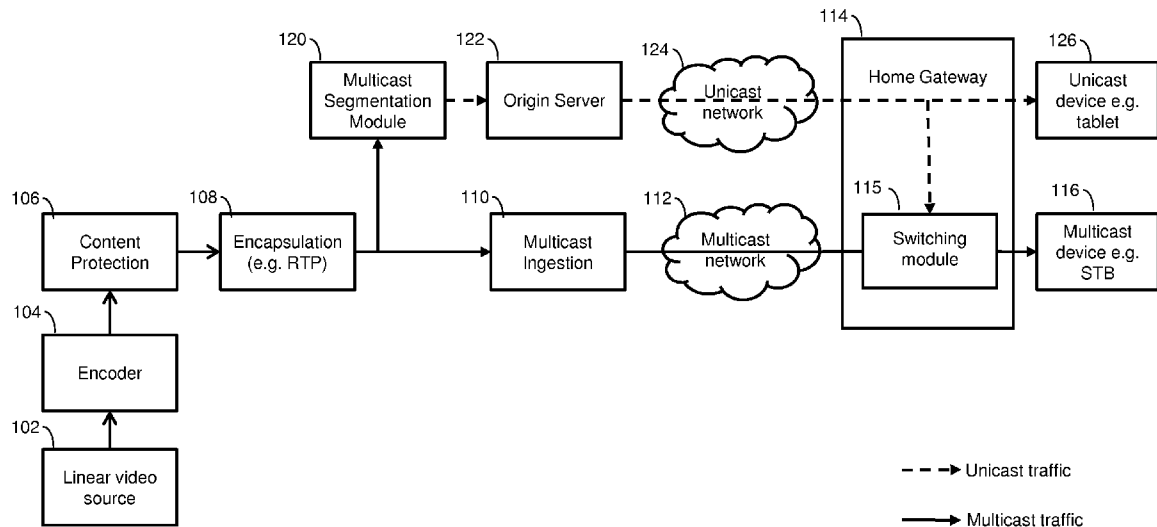 120
Multicast
Segmentation
Module
122
Origin Server
124
Unicast
network
114
Home Gateway
126
Unicast
device e.g.
tablet
106
Content
Protection
108
Encapsulation
(e.g. RTP)
110
Multicast
Ingestion
112
Multicast
network
115
Switching
module
116
Multicast
device e.g.
STB
104
Encoder
102
Linear video
source
Unicast traffic
Multicast traffic